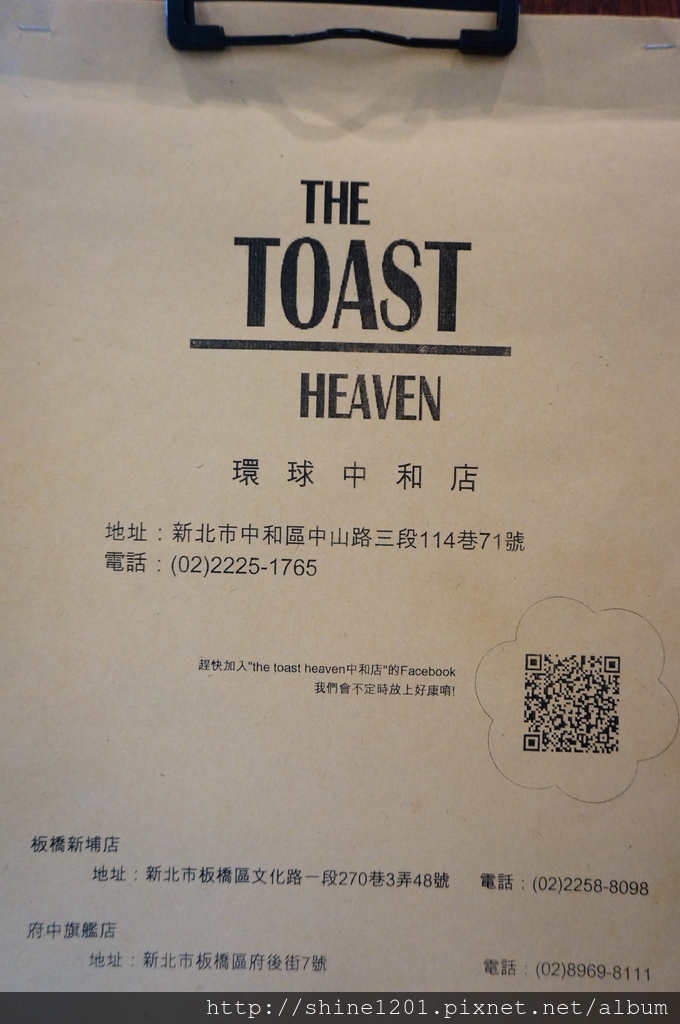 THE
TOAST
HEAVEN
環球中和店
地址：新北市中和區中山路三段114巷71號
電話：(02)2225-1765
趕快加入"the toast heaven中和店"的Facebook
我們會不定時放上好康唷!
板橋新埔店
地址：新北市板橋區文化路一段270巷3弄48號 電話：(02)2258-8098
府中旗艦店
地址：新北市板橋區府後街7號 電話：(02)8969-8111
http://shine1201.pixnet.net/album